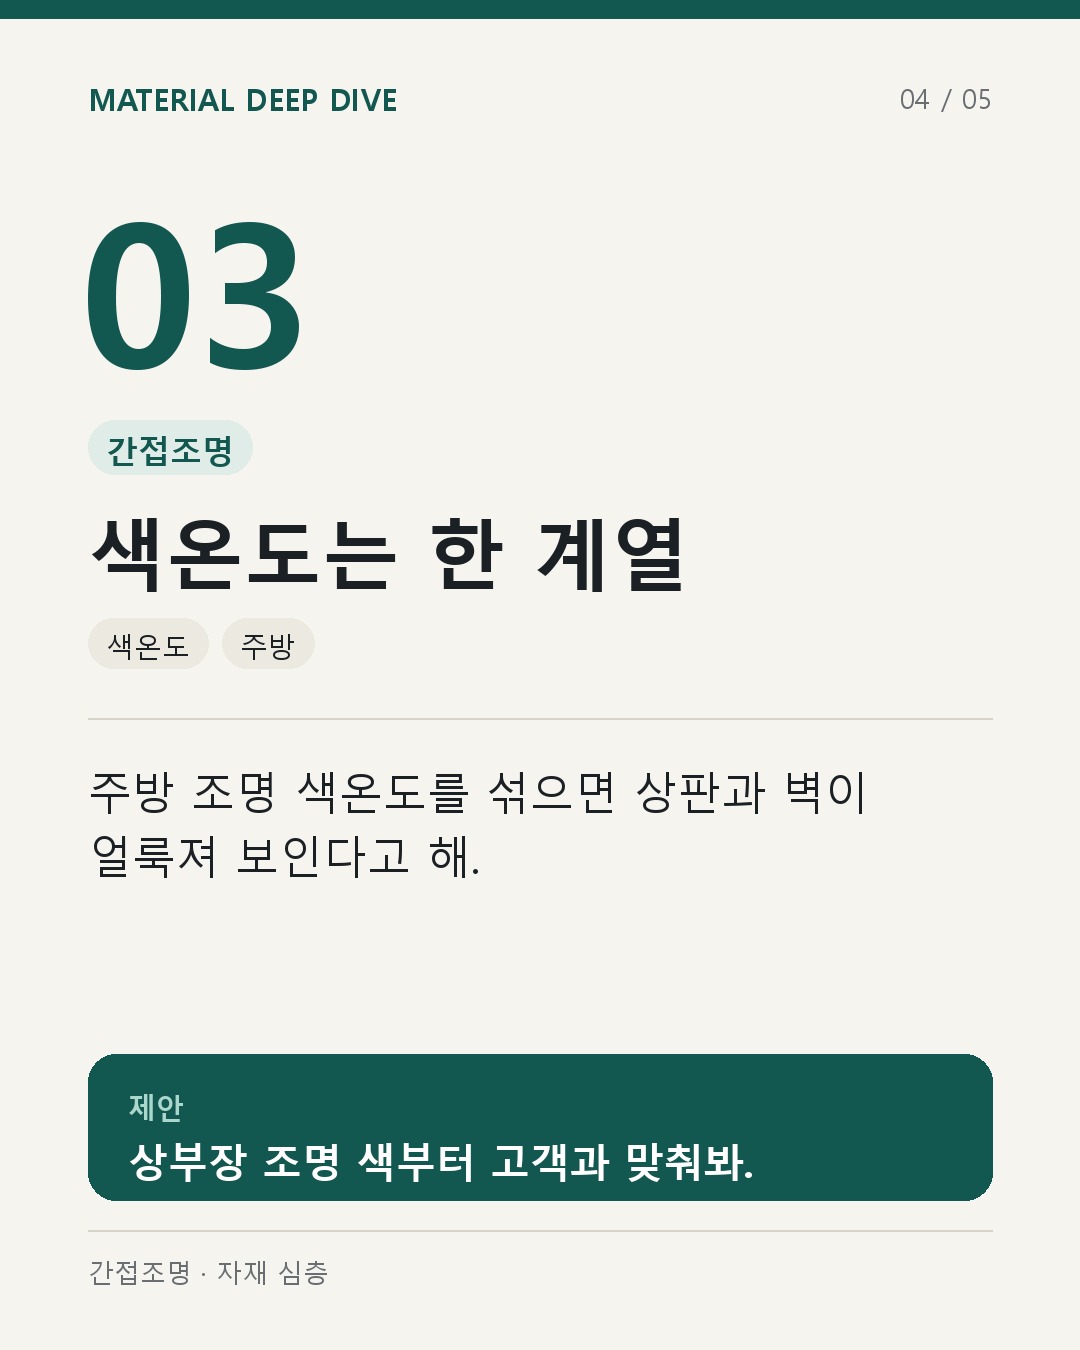 MATERIAL DEEP DIVE
04 / 05
03
간접조명
색온도는 한 계열
색온도 주방
주방 조명 색온도를 섞으면 상판과 벽이
얼룩져 보인다고 해.
제안
상부장 조명 색부터 고객과 맞춰봐.
간접조명 · 자재 심층